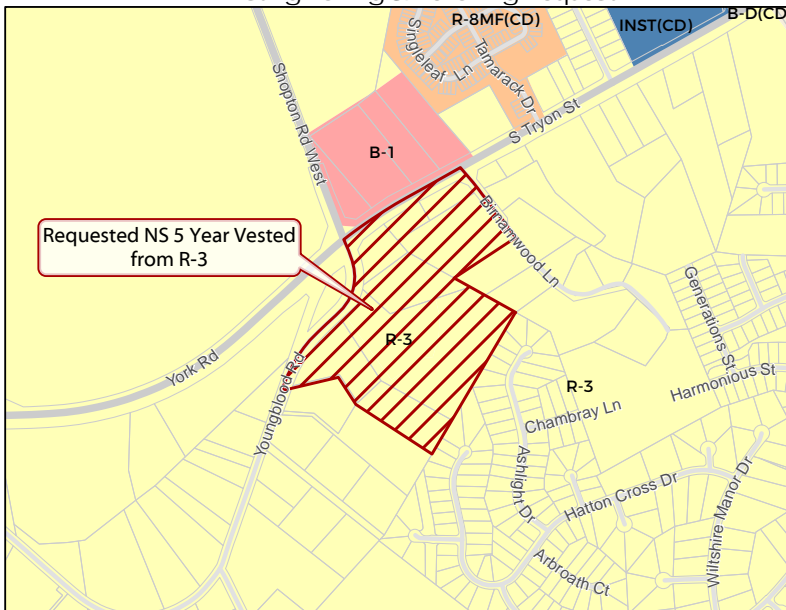 R-8MF(CD)
INST(CD)
B-D(CD
Singleleaf Ln
Tamarack Dr
Shopton Rd West
S Tryon St
B-1
Requested NS 5 Year Vested
from R-3
Birnamwood Ln
Generations St
York Rd
Youngblood Rd
R-3
R-3
Harmonious St
Chambray Ln
Ashlight Dr
Hatton Cross Dr
Wiltshire Manor Dr
Arbroath Ct